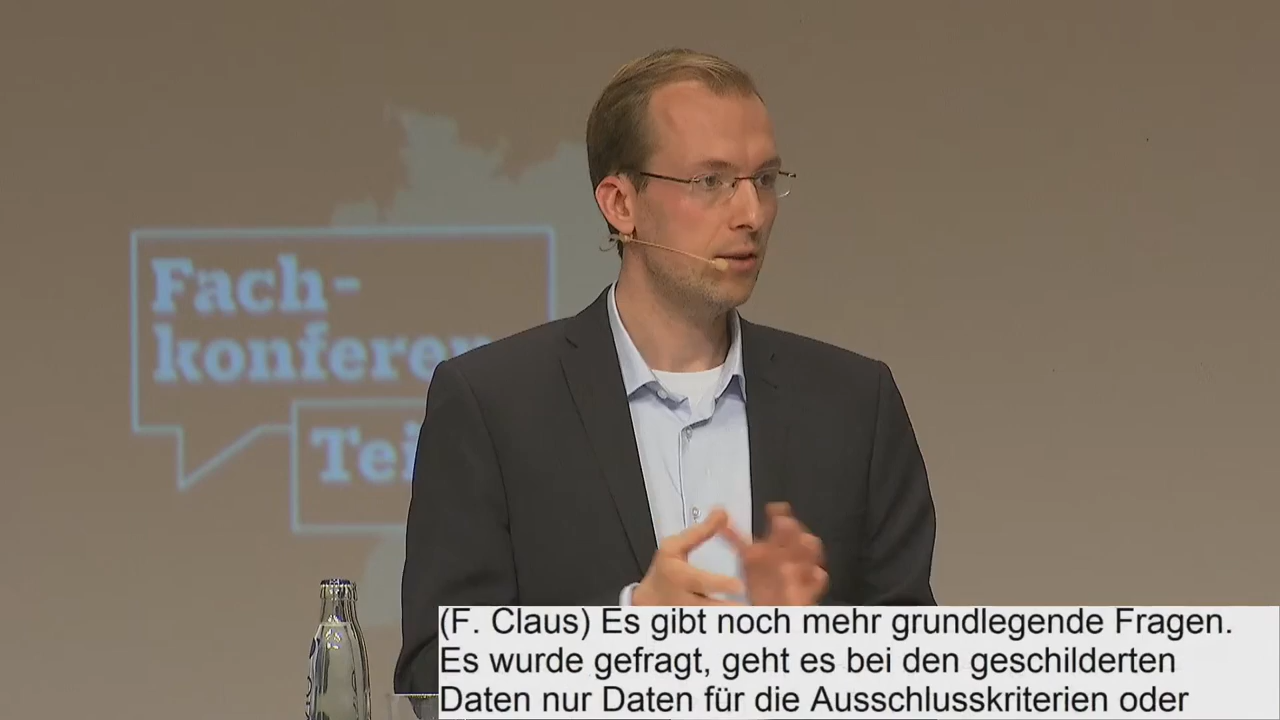 Fach-
konferen
Tei
(F. Claus) Es gibt noch mehr grundlegende Fragen.
Es wurde gefragt, geht es bei den geschilderten
Daten nur Daten für die Ausschlusskriterien oder